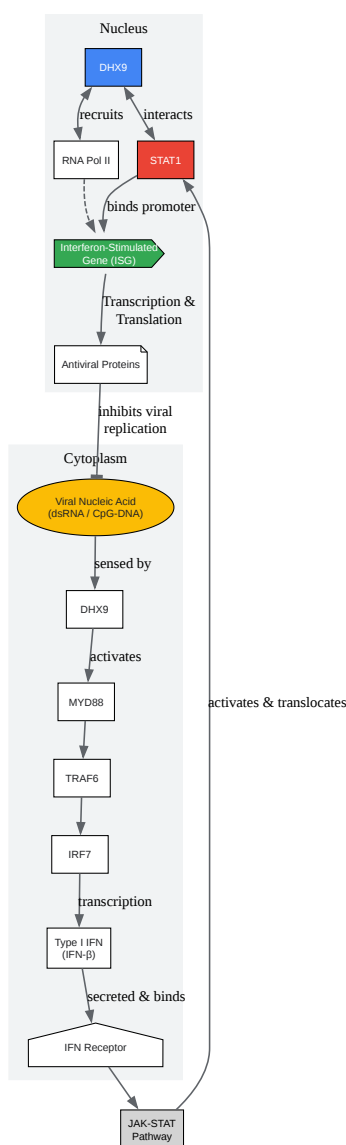 Nucleus
DHX9
recruits
interacts
RNA Pol II
STAT1
binds promoter
Interferon-Stimulated
Gene (ISG)
Transcription &
Translation
Antiviral Proteins
inhibits viral
replication
Cytoplasm
Viral Nucleic Acid
(dsRNA / CpG-DNA)
sensed by
DHX9
activates
MYD88
activates & translocates
TRAF6
IRF7
transcription
Type I IFN
(IFN-β)
secreted & binds
IFN Receptor
JAK-STAT
Pathway